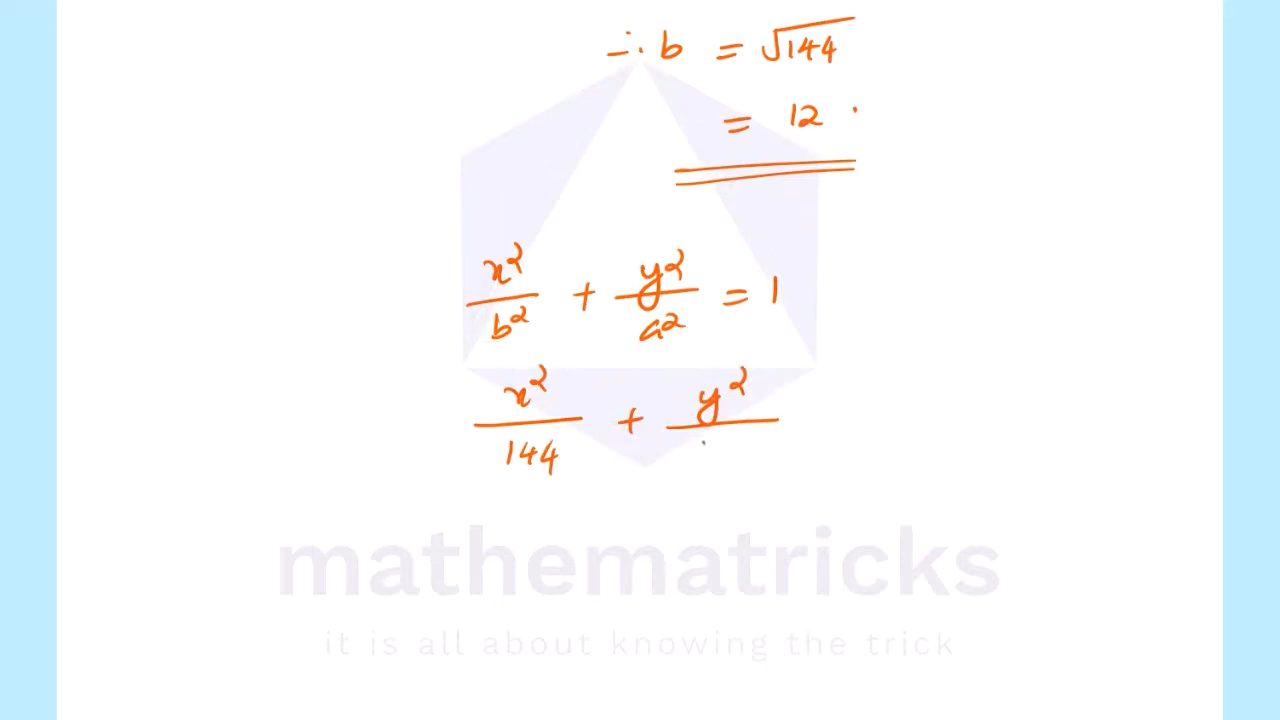 ∴ b = √144
= 12 .
x² / b² + y² / a² = 1
x² / 144 + y² /
mathematricks
it is all about knowing the trick